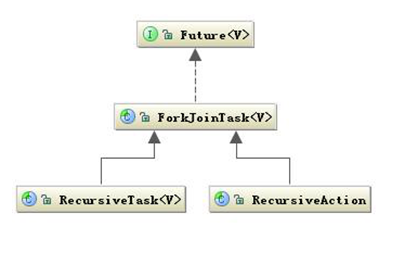 I Future<V>
C ForkJoinTask<V>
C RecursiveTask<V>
C RecursiveAction